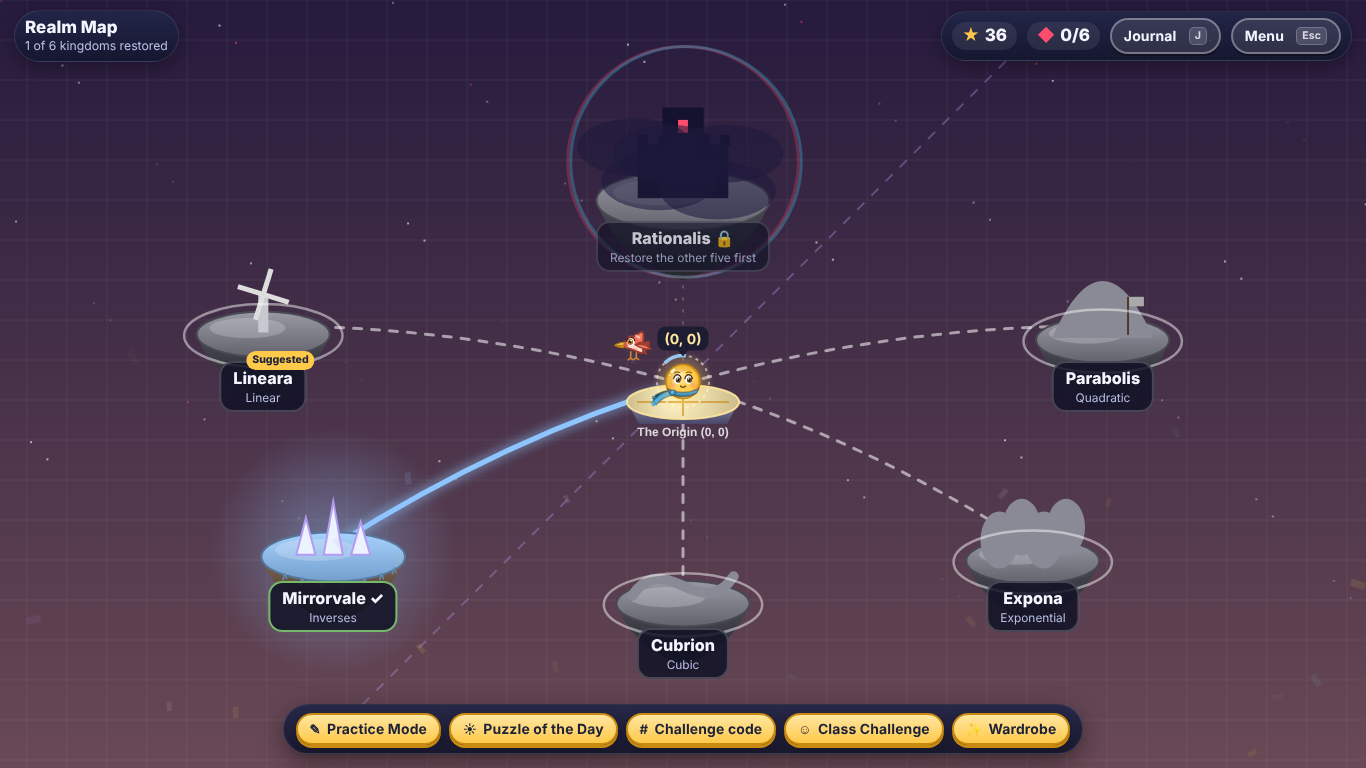 Realm Map
1 of 6 kingdoms restored
★ 36
0/6
Journal J
Menu Esc
Rationalis 🔒
Restore the other five first
(0, 0)
Suggested
Lineara
Linear
Parabolis
Quadratic
The Origin (0, 0)
Mirrorvale ✓
Inverses
Expona
Exponential
Cubrion
Cubic
✎ Practice Mode
☀ Puzzle of the Day
# Challenge code
☺ Class Challenge
✨ Wardrobe